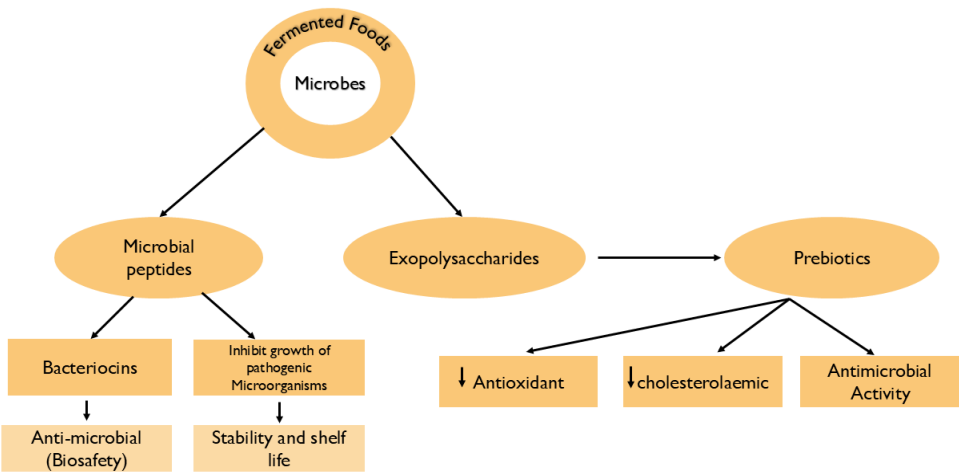 Fermented Foods
Microbes
Microbial
peptides
Exopolysaccharides
Prebiotics
Bacteriocins
Inhibit growth of
pathogenic
Microorganisms
Antioxidant
cholesterolaemic
Antimicrobial
Activity
Anti-microbial
(Biosafety)
Stability and shelf
life